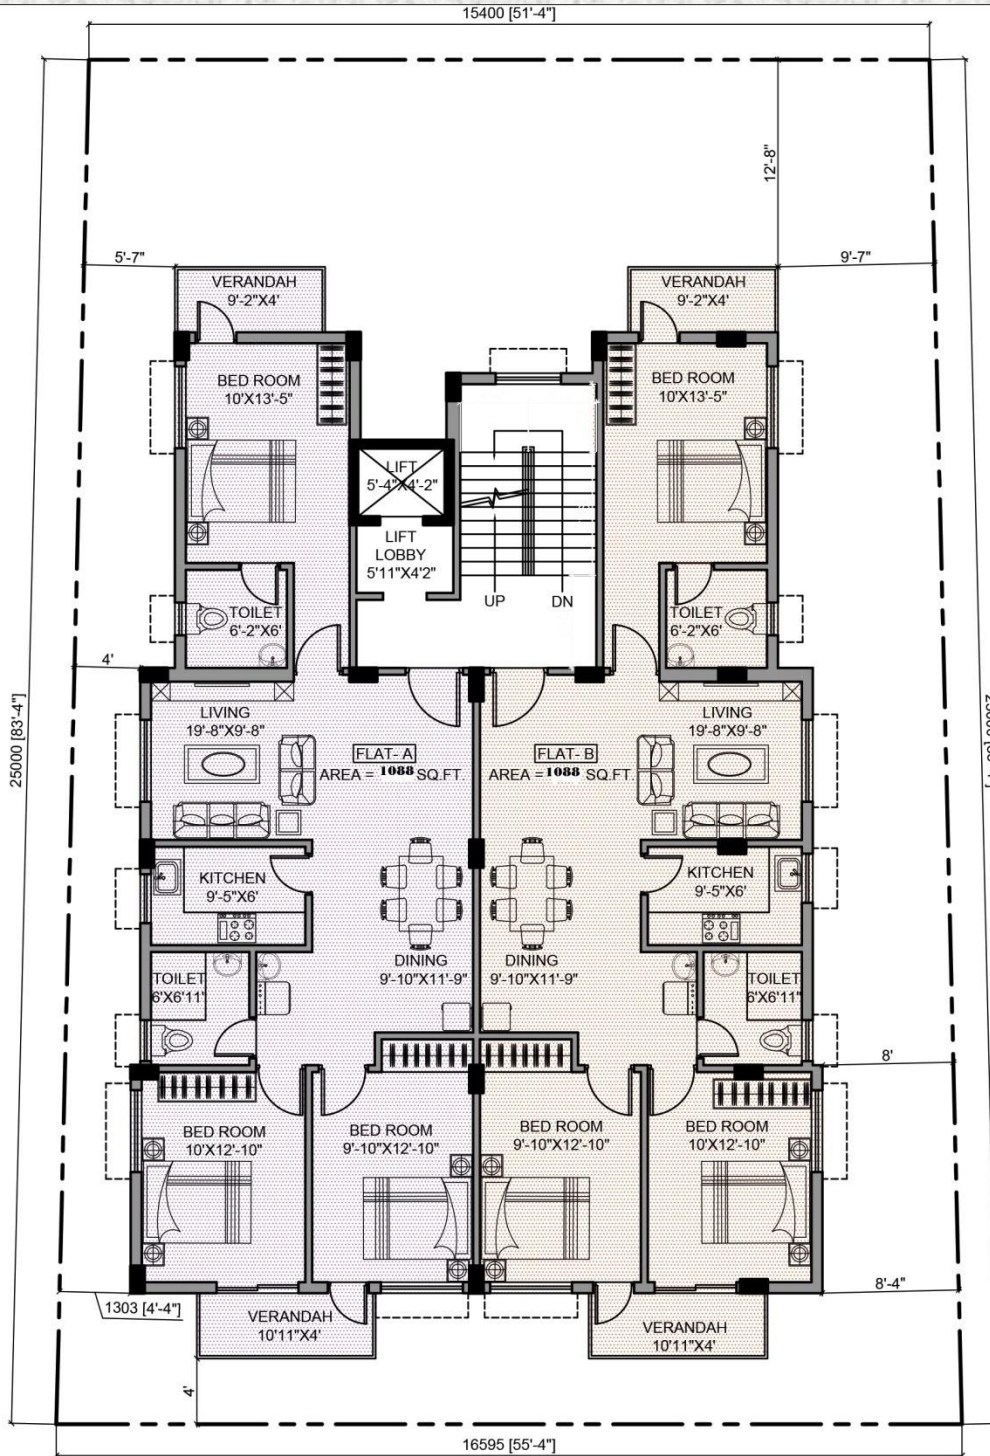 15400 [51'-4"]
12'-8"
5'-7"
9'-7"
VERANDAH
9'-2"X4'
VERANDAH
9'-2"X4'
BED ROOM
10'X13'-5"
BED ROOM
10'X13'-5"
LIFT
5'-4"X4'-2"
LIFT
LOBBY
5'11"X4'2"
UP
DN
TOILET
6'-2"X6'
TOILET
6'-2"X6'
4'
25000 [83'-4"]
LIVING
19'-8"X9'-8"
LIVING
19'-8"X9'-8"
FLAT- A
AREA = 1088 SQ.FT.
FLAT- B
AREA = 1088 SQ.FT.
KITCHEN
9'-5"X6'
KITCHEN
9'-5"X6'
DINING
9'-10"X11'-9"
DINING
9'-10"X11'-9"
TOILET
6'X6'11'
TOILET
6'X6'11"
8'
BED ROOM
10'X12'-10"
BED ROOM
9'-10"X12'-10"
BED ROOM
9'-10"X12'-10"
BED ROOM
10'X12'-10"
8'-4"
1303 [4'-4"]
VERANDAH
10'11"X4'
VERANDAH
10'11"X4'
4'
16595 [55'-4"]